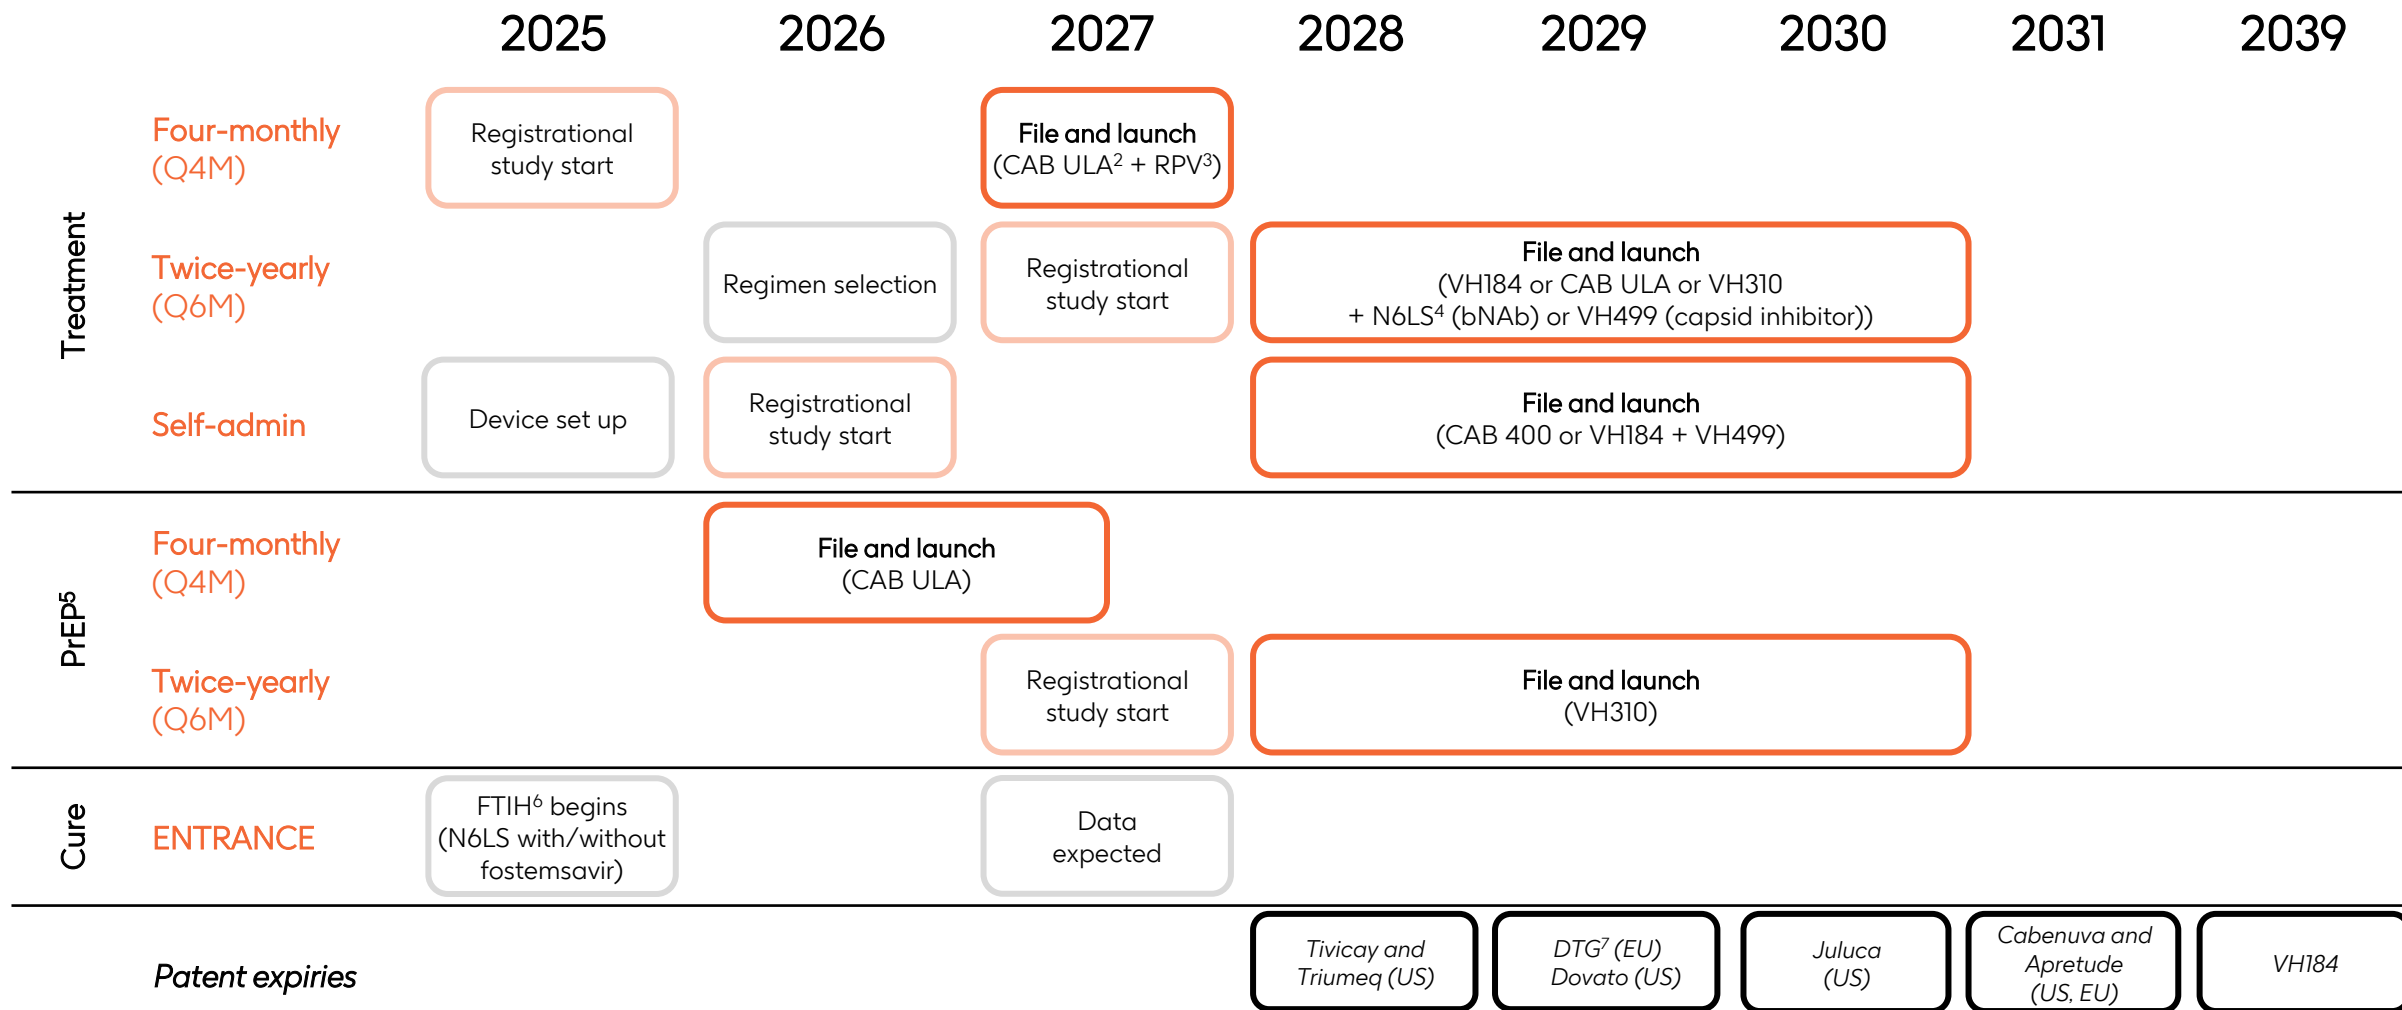 2025 2026 2027 2028 2029 2030 2031 2039
Treatment
Four-monthly
(Q4M)
Registrational
study start
File and launch
(CAB ULA² + RPV³)
Twice-yearly
(Q6M)
Regimen selection
Registrational
study start
File and launch
(VH184 or CAB ULA or VH310
+ N6LS⁴ (bNAb) or VH499 (capsid inhibitor))
Self-admin
Device set up
Registrational
study start
File and launch
(CAB 400 or VH184 + VH499)
PrEP⁵
Four-monthly
(Q4M)
File and launch
(CAB ULA)
Twice-yearly
(Q6M)
Registrational
study start
File and launch
(VH310)
Cure
ENTRANCE
FTIH⁶ begins
(N6LS with/without
fostemsavir)
Data
expected
Patent expiries
Tivicay and
Triumeq (US)
DTG⁷ (EU)
Dovato (US)
Juluca
(US)
Cabenuva and
Apretude
(US, EU)
VH184